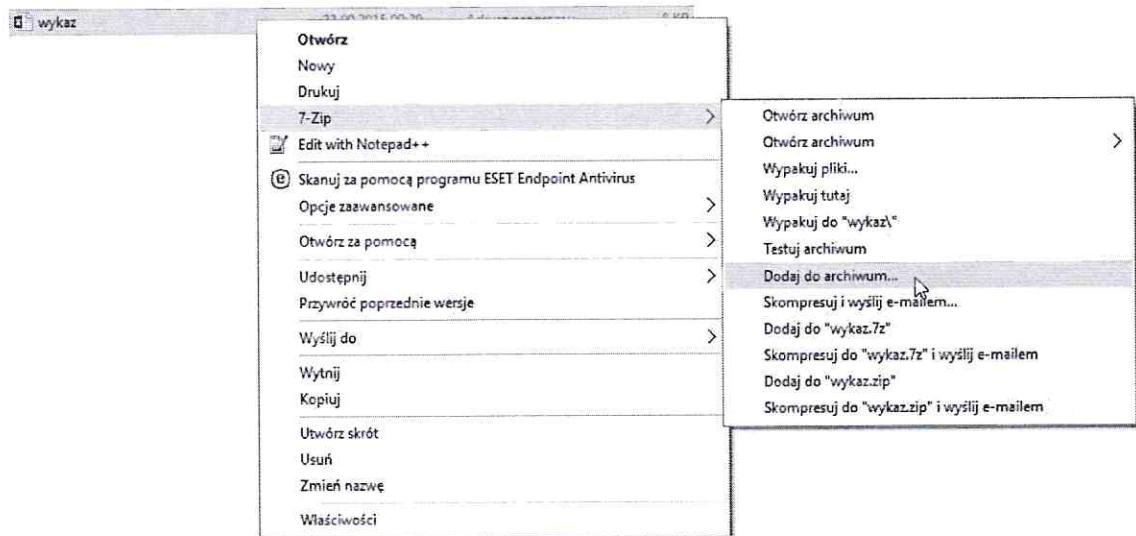 wykaz
Otwórz
Nowy
Drukuj
7-Zip
Edit with Notepad++
Skanuj za pomocą programu ESET Endpoint Antivirus
Opcje zaawansowane
Otwórz za pomocą
Udostępnij
Przywróć poprzednie wersje
Wyślij do
Wytnij
Kopiuj
Utwórz skrót
Usuń
Zmień nazwę
Właściwości
Otwórz archiwum
Otwórz archiwum
Wypakuj pliki...
Wypakuj tutaj
Wypakuj do "wykaz\"
Testuj archiwum
Dodaj do archiwum...
Skompresuj i wyślij e-mailem...
Dodaj do "wykaz.7z"
Skompresuj do "wykaz.7z" i wyślij e-mailem
Dodaj do "wykaz.zip"
Skompresuj do "wykaz.zip" i wyślij e-mailem